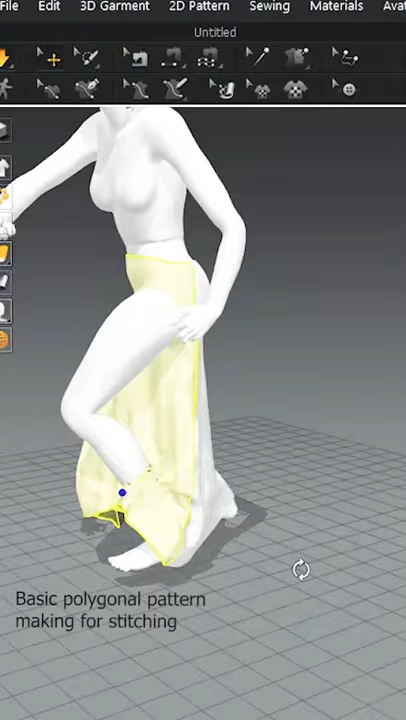 File Edit 3D Garment 2D Pattern Sewing Materials
Untitled
Basic polygonal pattern
making for stitching